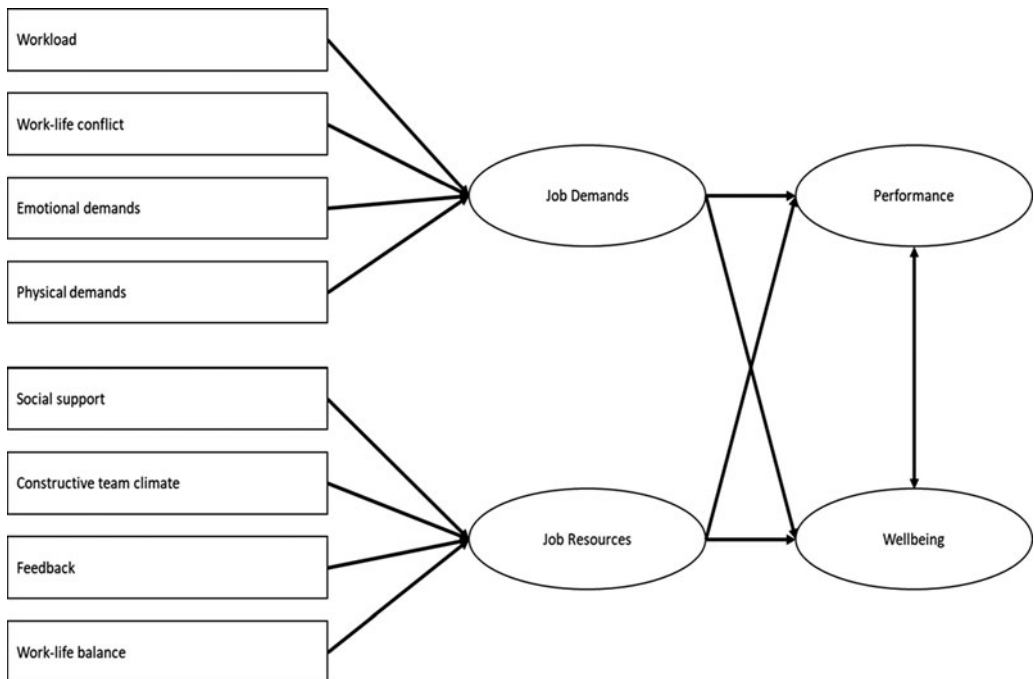 Workload
Work-life conflict
Emotional demands
Physical demands
Social support
Constructive team climate
Feedback
Work-life balance
Job Demands
Job Resources
Performance
Wellbeing